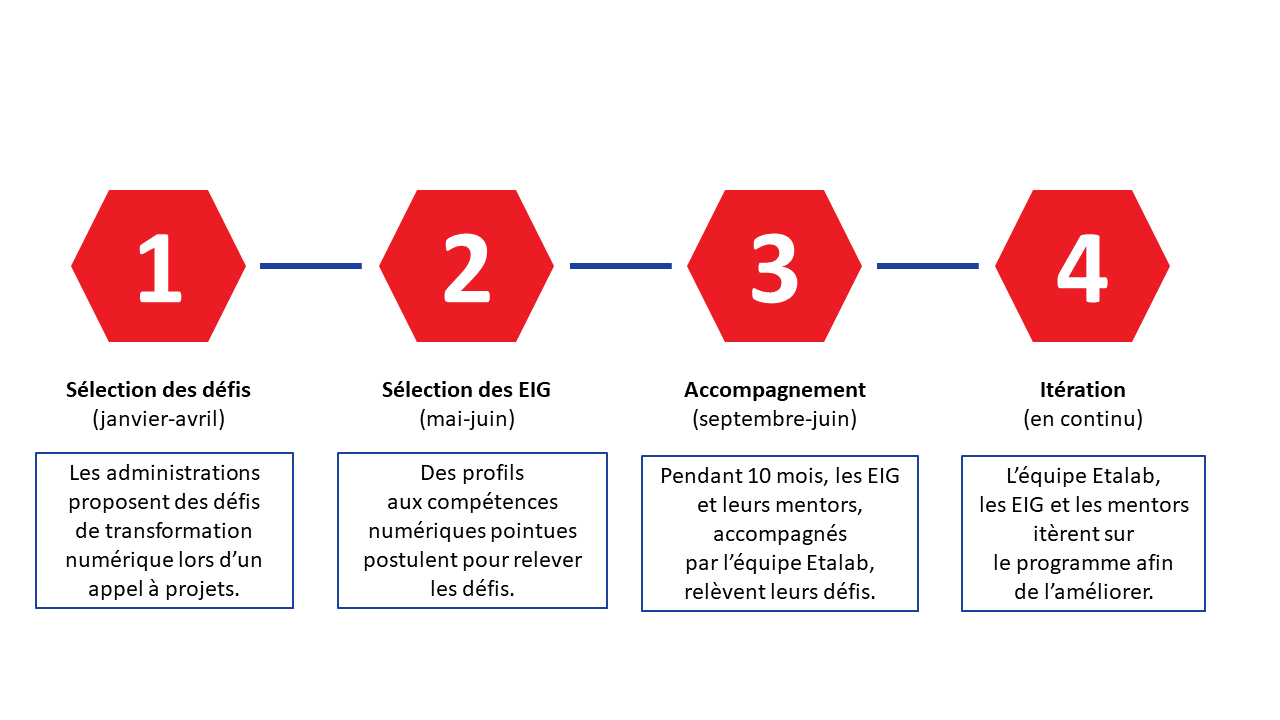 1
2
3
4
Sélection des défis
(janvier-avril)
Les administrations
proposent des défis
de transformation
numérique lors d’un
appel à projets.
Sélection des EIG
(mai-juin)
Des profils
aux compétences
numériques pointues
postulent pour relever
les défis.
Accompagnement
(septembre-juin)
Pendant 10 mois, les EIG
et leurs mentors,
accompagnés
par l’équipe Etalab,
relèvent leurs défis.
Itération
(en continu)
L’équipe Etalab,
les EIG et les mentors
itèrent sur
le programme afin
de l’améliorer.